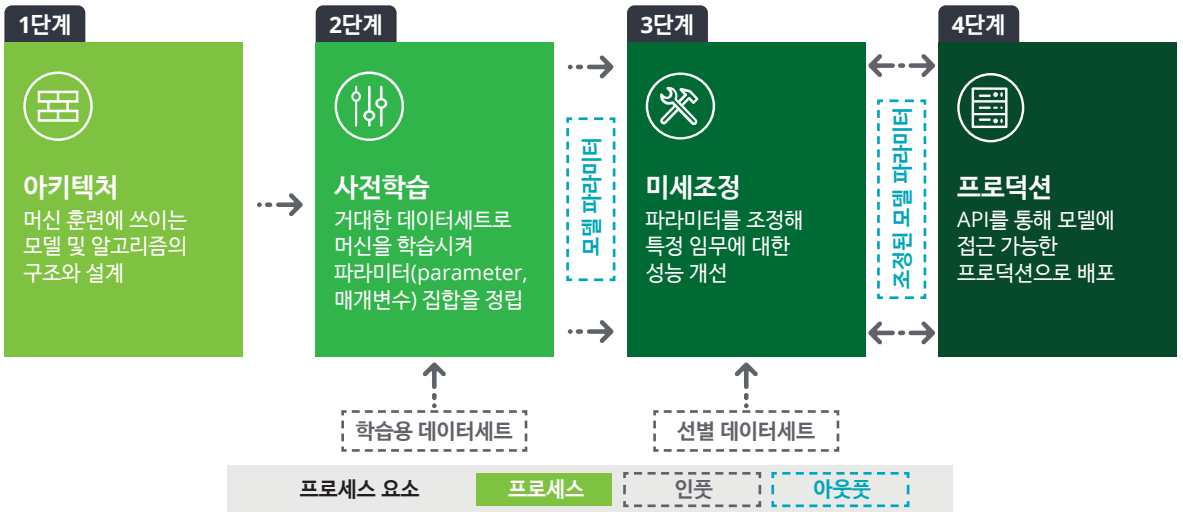 1단계
아키텍처
머신 훈련에 쓰이는
모델 및 알고리즘의
구조와 설계
2단계
사전학습
거대한 데이터세트로
머신을 학습시켜
파라미터(parameter,
매개변수) 집합을 정립
모델 파라미터
3단계
미세조정
파라미터를 조정해
특정 임무에 대한
성능 개선
조정된 모델 파라미터
4단계
프로덕션
API를 통해 모델에
접근 가능한
프로덕션으로 배포
학습용 데이터세트
선별 데이터세트
프로세스 요소
프로세스
인풋
아웃풋